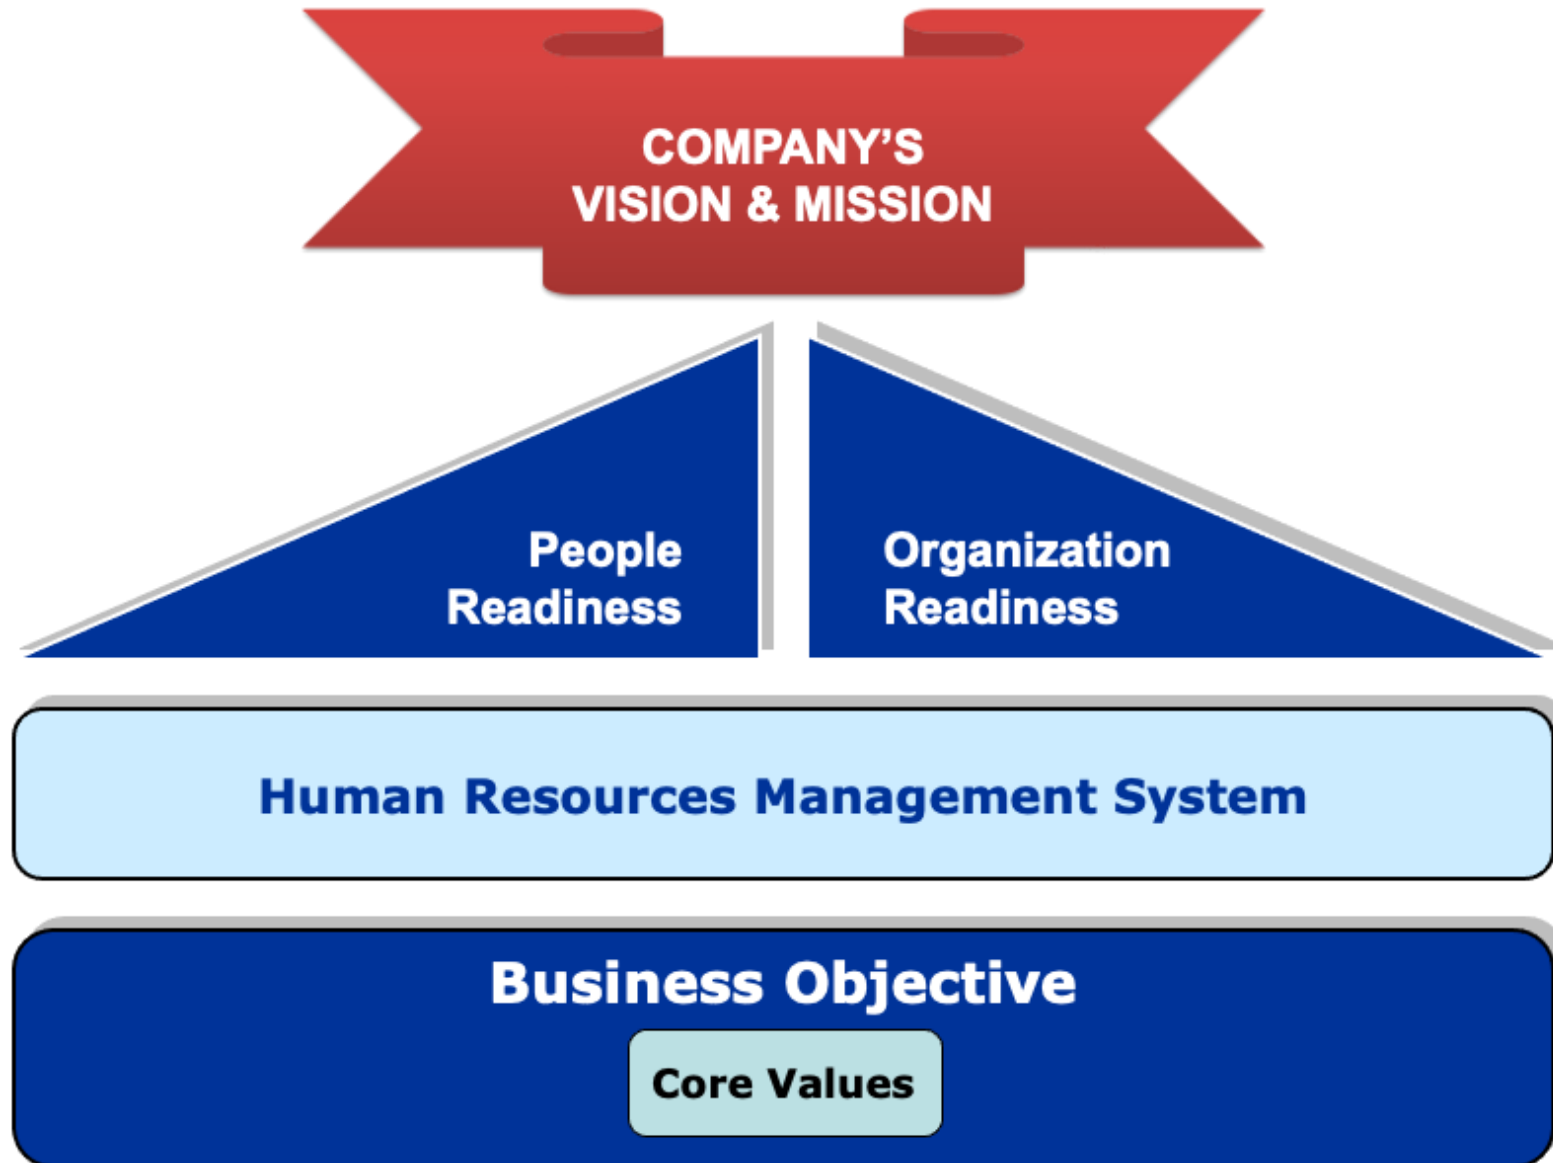 COMPANY’S
VISION & MISSION
People
Readiness
Organization
Readiness
Human Resources Management System
Business Objective
Core Values